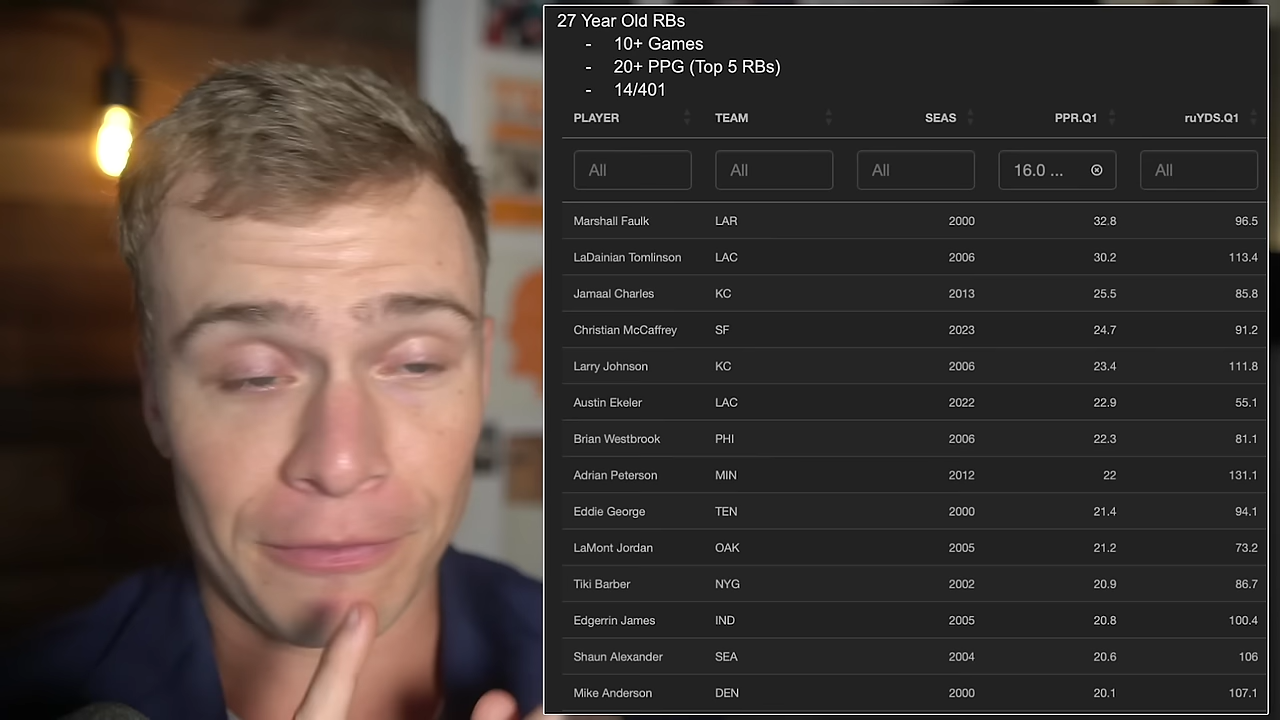 27 Year Old RBs
- 10+ Games
- 20+ PPG (Top 5 RBs)
- 14/401
PLAYER TEAM SEAS PPR.Q1 ruYDS.Q1
All All All 16.0 ... All
Marshall Faulk LAR 2000 32.8 96.5
LaDainian Tomlinson LAC 2006 30.2 113.4
Jamaal Charles KC 2013 25.5 85.8
Christian McCaffrey SF 2023 24.7 91.2
Larry Johnson KC 2006 23.4 111.8
Austin Ekeler LAC 2022 22.9 55.1
Brian Westbrook PHI 2006 22.3 81.1
Adrian Peterson MIN 2012 22 131.1
Eddie George TEN 2000 21.4 94.1
LaMont Jordan OAK 2005 21.2 73.2
Tiki Barber NYG 2002 20.9 86.7
Edgerrin James IND 2005 20.8 100.4
Shaun Alexander SEA 2004 20.6 106
Mike Anderson DEN 2000 20.1 107.1